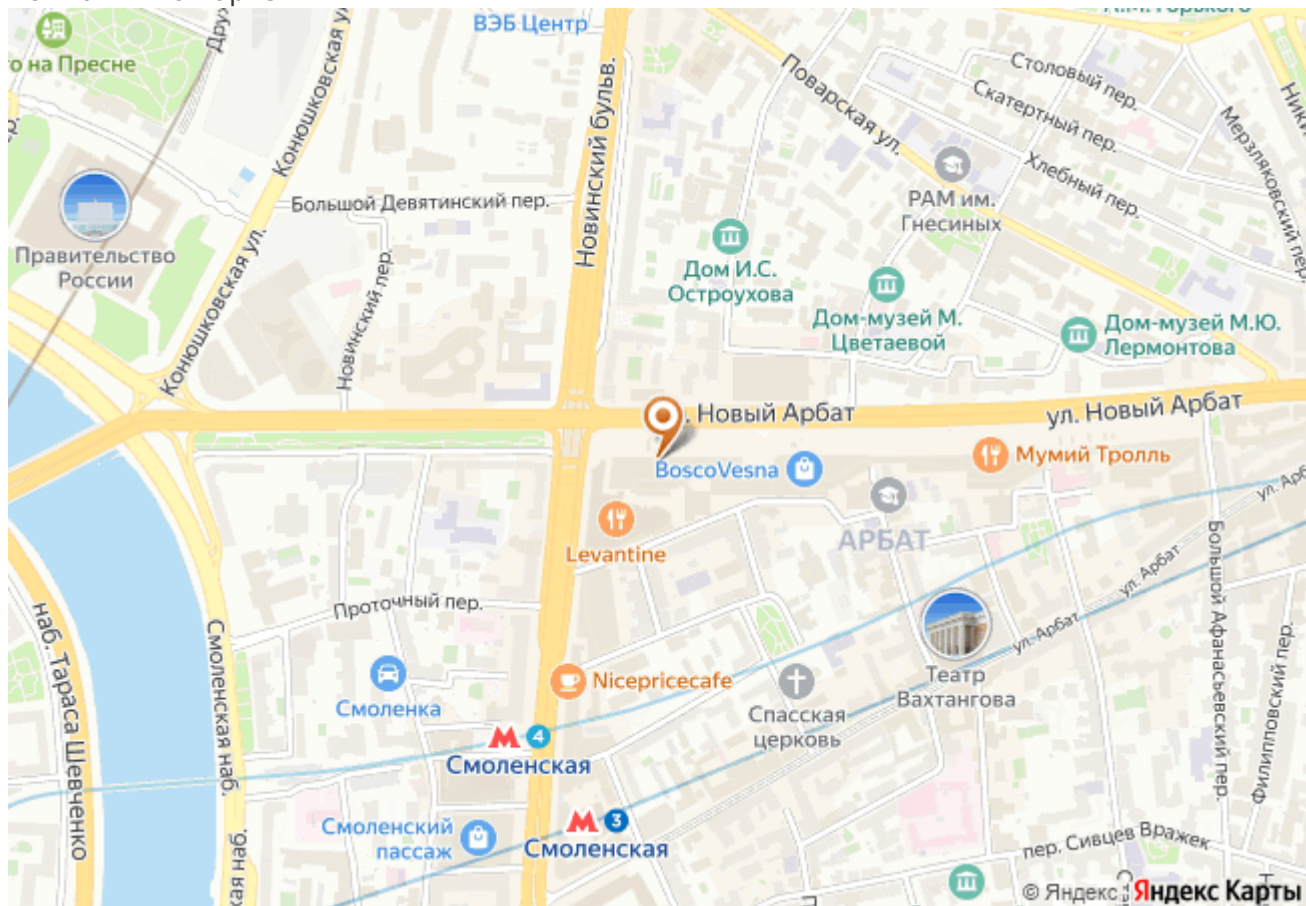 ВЭБ Центр
о на Пресне
Конюшковская ул.
Новинский бульв.
Поварская ул.
Столовый пер.
Скатертный пер.
Мерзляковский пер.
Хлебный пер.
РАМ им.
Гнесиных
Большой Девятинский пер.
Правительство
России
Дом И.С.
Остроухова
Дом-музей М.
Цветаевой
Дом-музей М.Ю.
Лермонтова
Новинский пер.
Конюшковская ул.
Новый Арбат
ул. Новый Арбат
BoscoVesna
Мумий Тролль
Levantine
АРБАТ
ул. Арбат
ул. Арбат
Большой Афанасьевский пер.
Проточный пер.
наб. Тараса Шевченко
Смоленская наб.
Смоленка
Nicepricecafe
Театр
Вахтангова
Спасская
церковь
Филипповский пер.
4
Смоленская
3
Смоленская
Смоленский
пассаж
пер. Сивцев Вражек
© Яндекс
Яндекс Карты